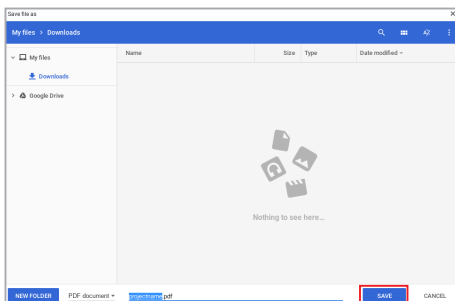 Save file as
My files > Downloads
My files
Downloads
Google Drive
Name Size Type Date modified
Nothing to see here...
NEW FOLDER PDF document projectname.pdf SAVE CANCEL